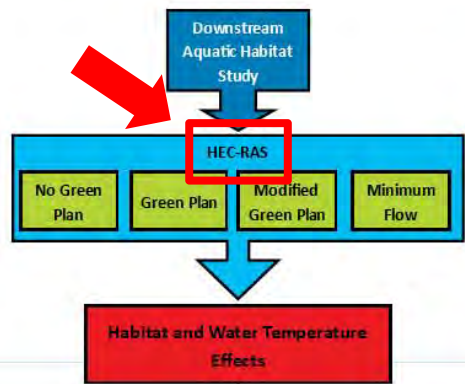 Downstream
Aquatic Habitat
Study
HEC-RAS
No Green
Plan
Green Plan
Modified
Green Plan
Minimum
Flow
Habitat and Water Temperature
Effects